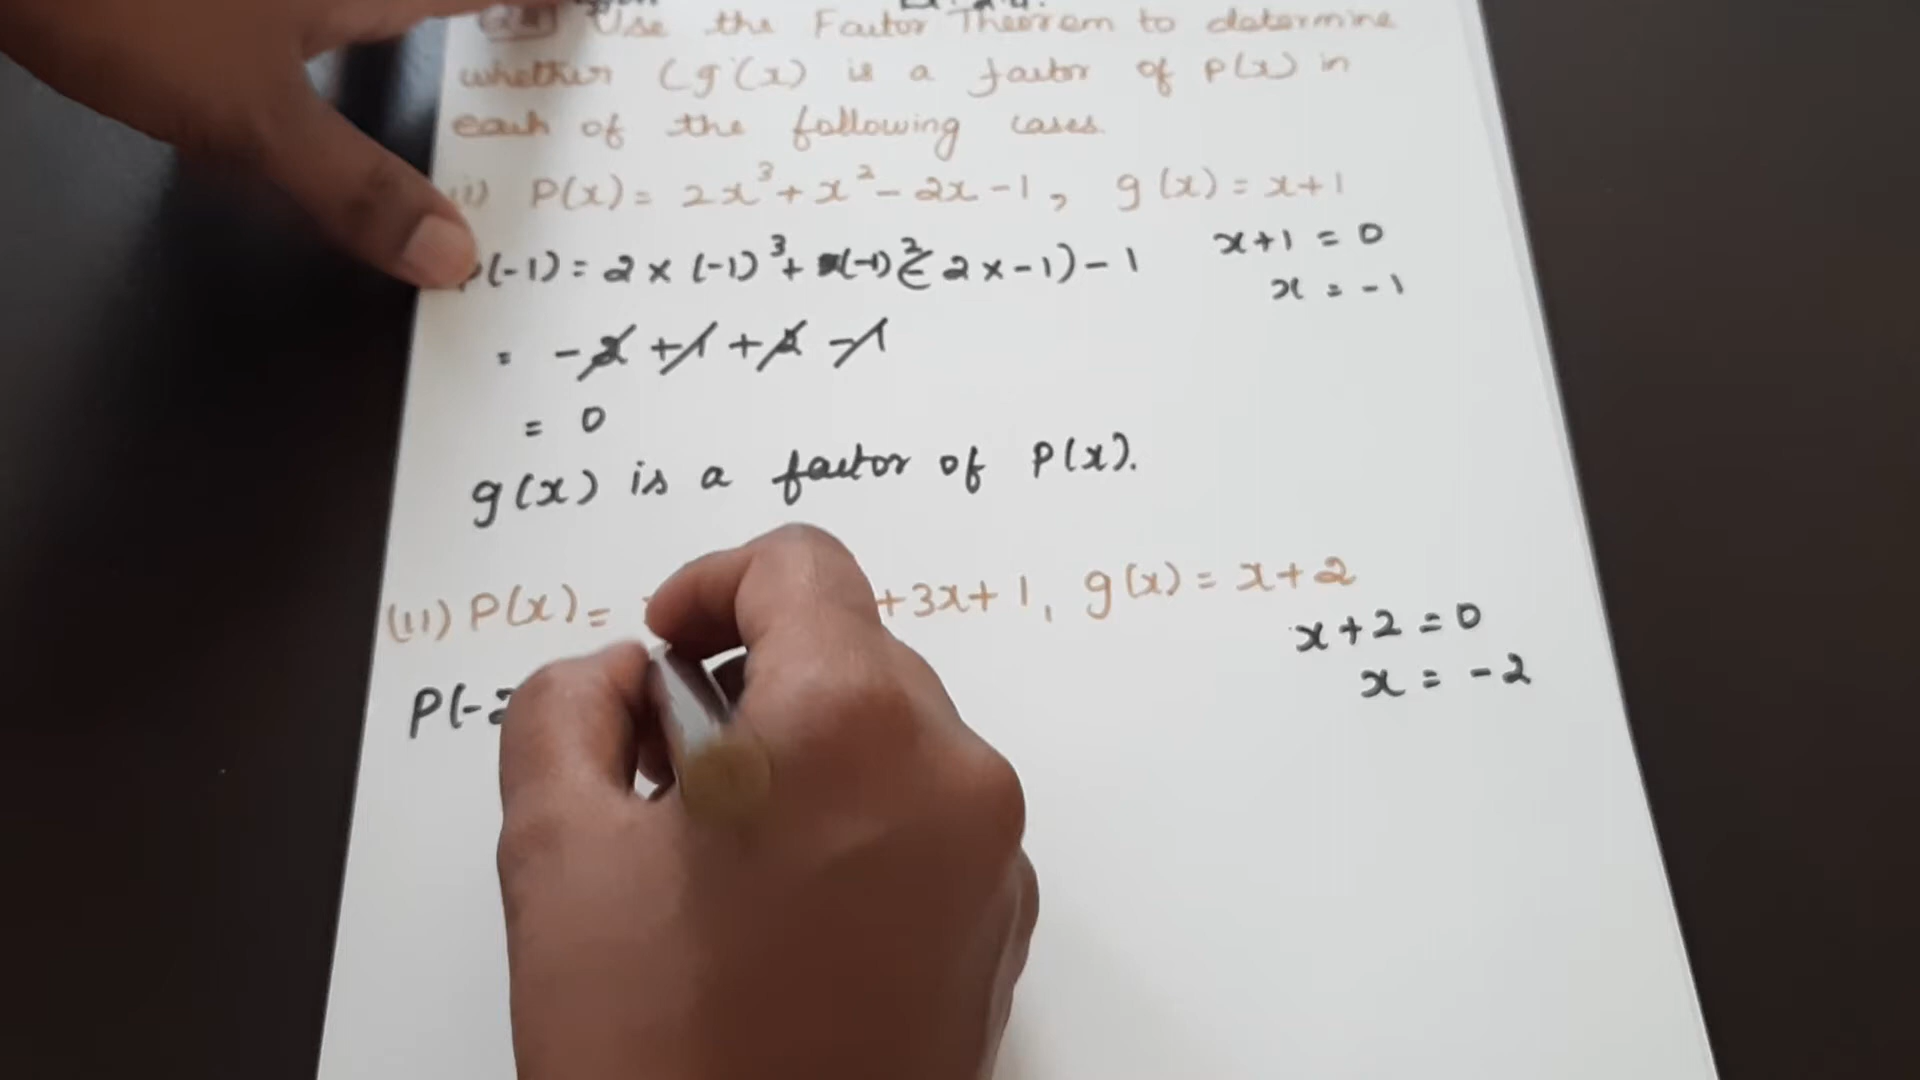 Use the Factor Theorem to determine
whether (g(x) is a factor of p(x) in
each of the following cases.
(i) P(x) = 2x³ + x² - 2x - 1, g(x) = x+1
P(-1) = 2 x (-1)³ + (-1)² (- 2 x -1) - 1
x+1 = 0
x = -1
= -2 +1 +2 -1
= 0
g(x) is a factor of P(x).
(ii) P(x) = +3x+1, g(x) = x+2
x+2 = 0
x = -2
P(-2